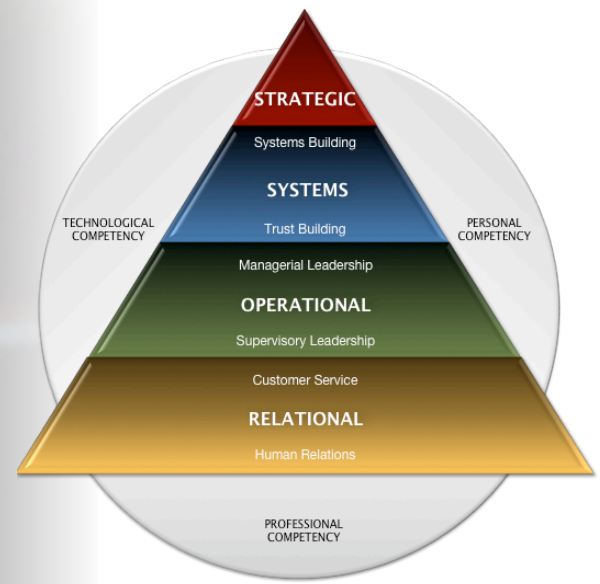 STRATEGIC
Systems Building
SYSTEMS
TECHNOLOGICAL
COMPETENCY
Trust Building
PERSONAL
COMPETENCY
Managerial Leadership
OPERATIONAL
Supervisory Leadership
Customer Service
RELATIONAL
Human Relations
PROFESSIONAL
COMPETENCY